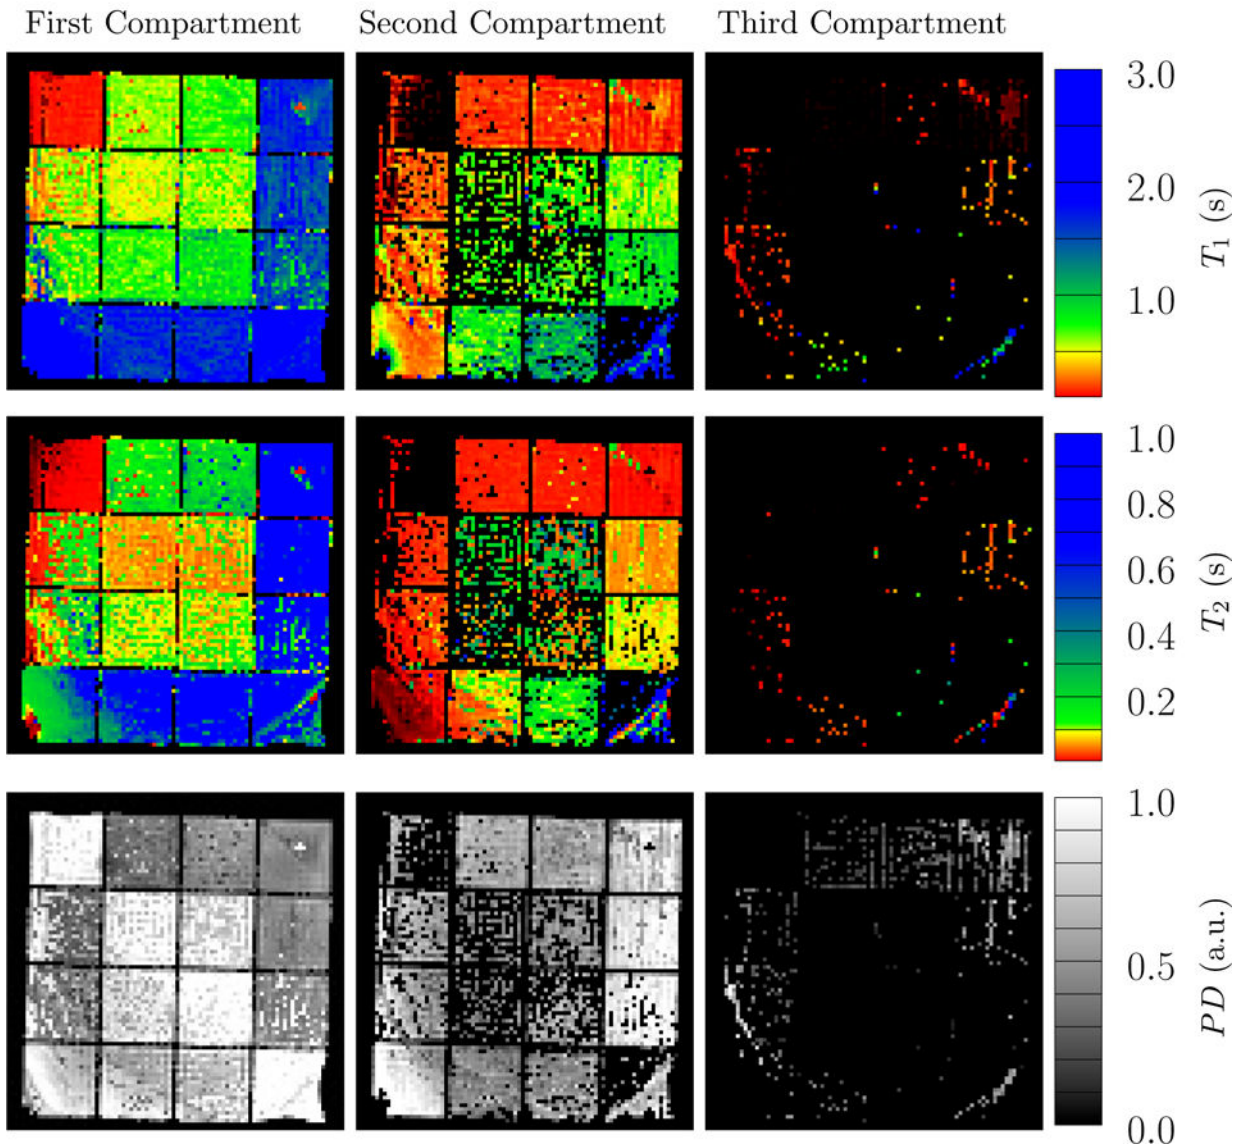 First Compartment Second Compartment Third Compartment
3.0
2.0
1.0
T₁ (s)
1.0
0.8
0.6
0.4
0.2
T₂ (s)
1.0
0.5
0.0
PD (a.u.)